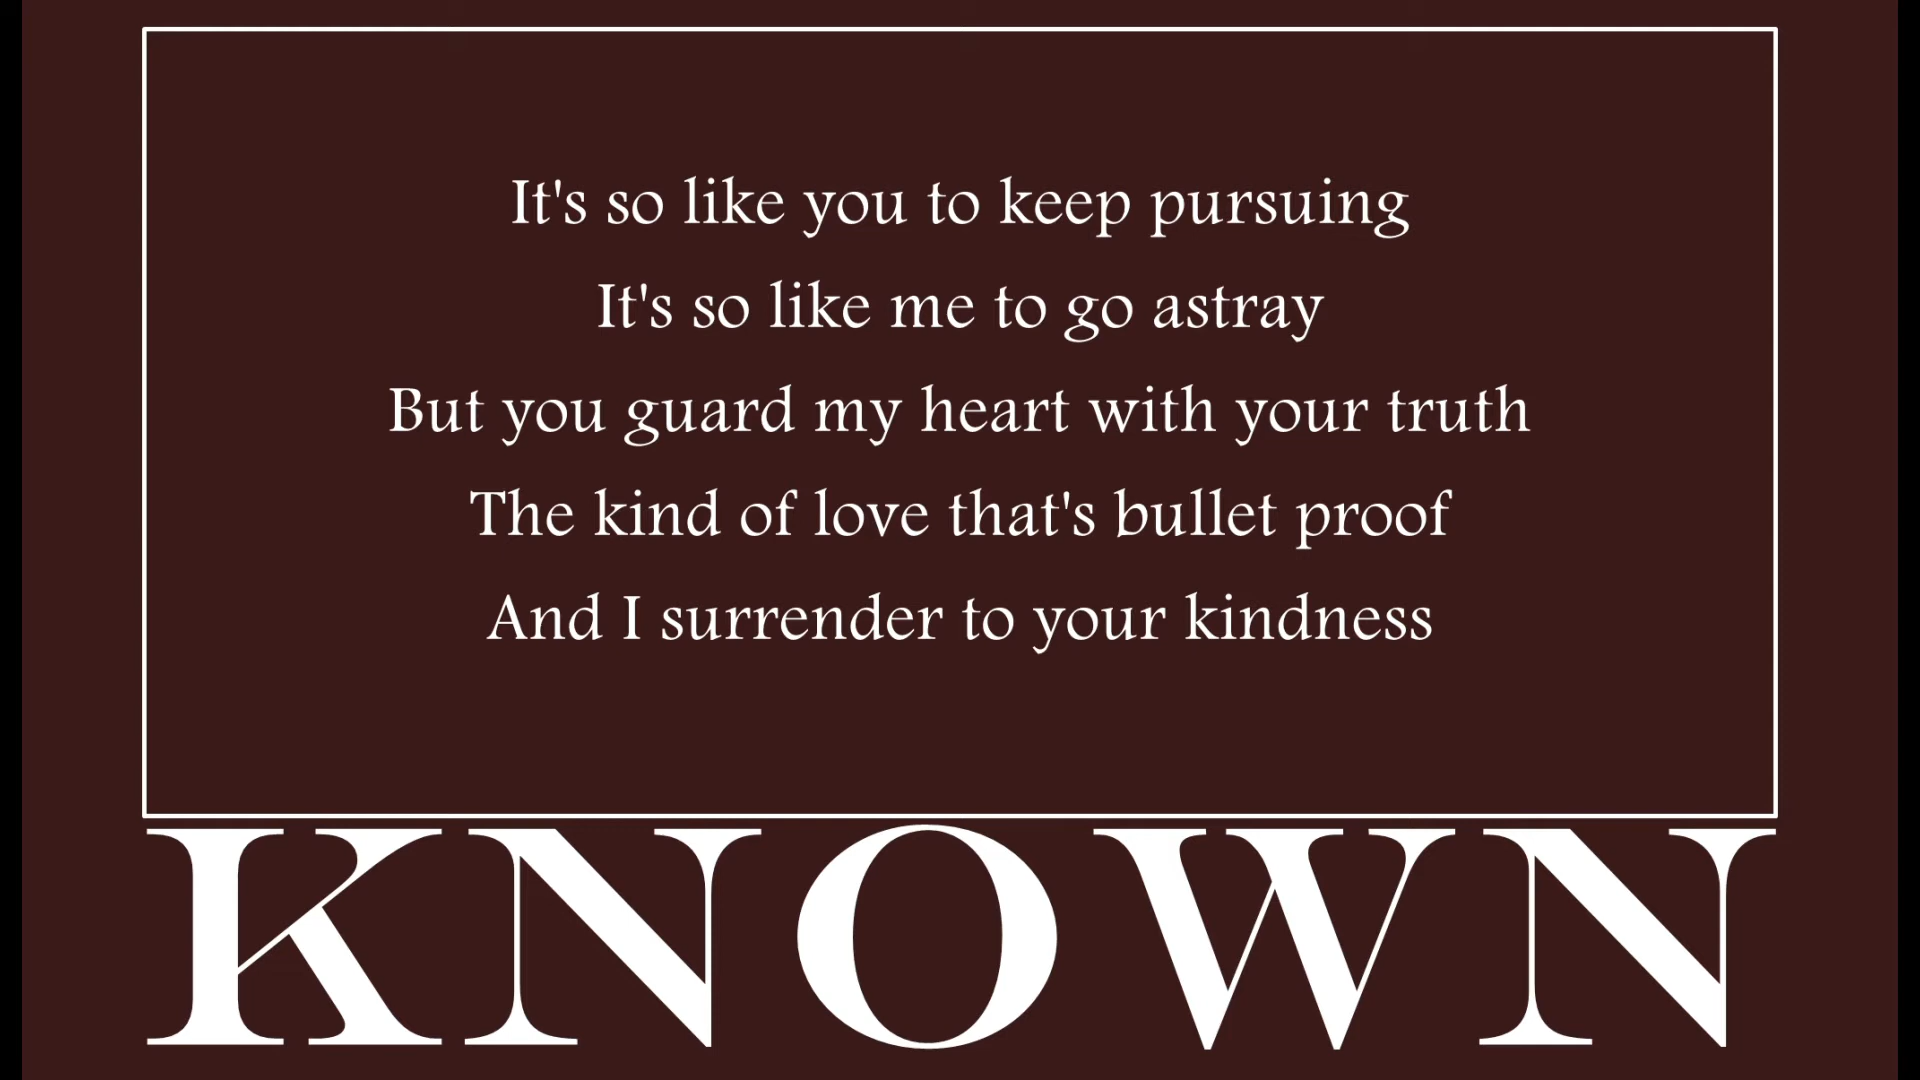 It's so like you to keep pursuing
It's so like me to go astray
But you guard my heart with your truth
The kind of love that's bullet proof
And I surrender to your kindness
KNOWN